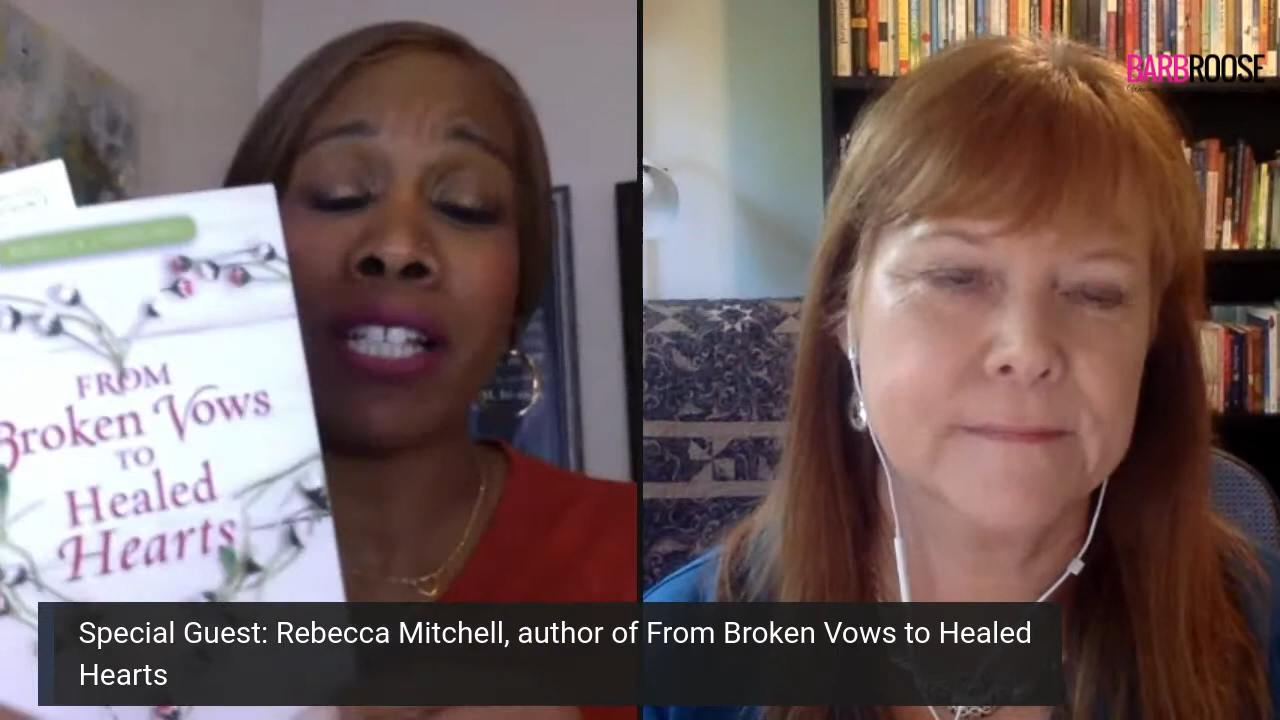 BARBROOSE
FROM
Broken Vows
TO
Healed
Hearts
Special Guest: Rebecca Mitchell, author of From Broken Vows to Healed
Hearts